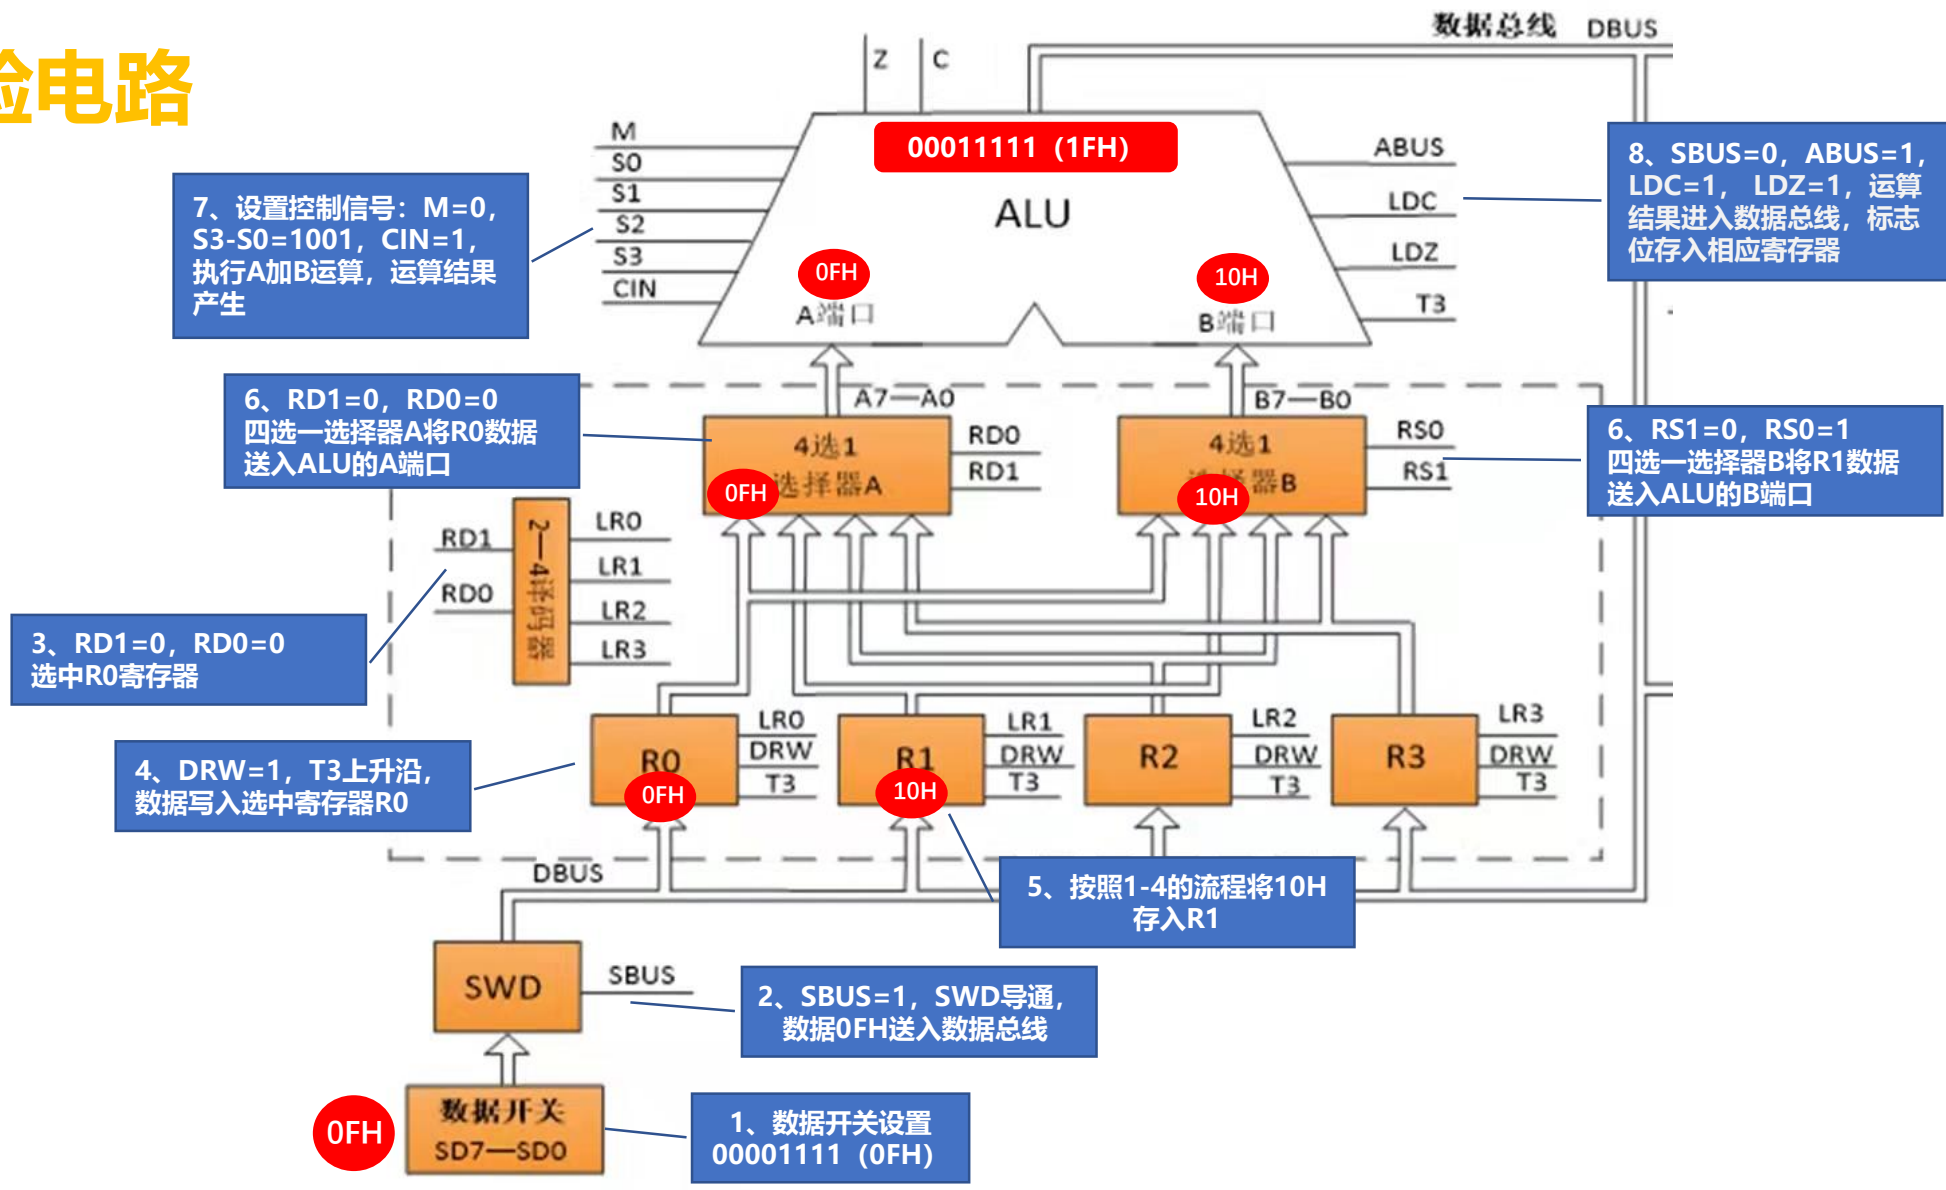 验电路
数据总线 DBUS
Z
C
M
S0
S1
S2
S3
CIN
00011111（1FH）
ALU
ABUS
LDC
LDZ
T3
0FH
A端口
10H
B端口
7、设置控制信号：M=0，
S3-S0=1001，CIN=1，
执行A加B运算，运算结果
产生
8、SBUS=0，ABUS=1，
LDC=1， LDZ=1，运算
结果进入数据总线，标志
位存入相应寄存器
6、RD1=0，RD0=0
四选一选择器A将R0数据
送入ALU的A端口
A7—A0
4选1
选择器A
0FH
RD0
RD1
B7—B0
4选1
器B
10H
RS0
RS1
6、RS1=0，RS0=1
四选一选择器B将R1数据
送入ALU的B端口
RD1
RD0
2—4译码器
LR0
LR1
LR2
LR3
3、RD1=0，RD0=0
选中R0寄存器
4、DRW=1，T3上升沿，
数据写入选中寄存器R0
R0
0FH
LR0
DRW
T3
R1
10H
LR1
DRW
T3
R2
LR2
DRW
T3
R3
LR3
DRW
T3
DBUS
5、按照1-4的流程将10H
存入R1
SWD
SBUS
2、SBUS=1，SWD导通，
数据0FH送入数据总线
0FH
数据开关
SD7—SD0
1、数据开关设置
00001111（0FH）